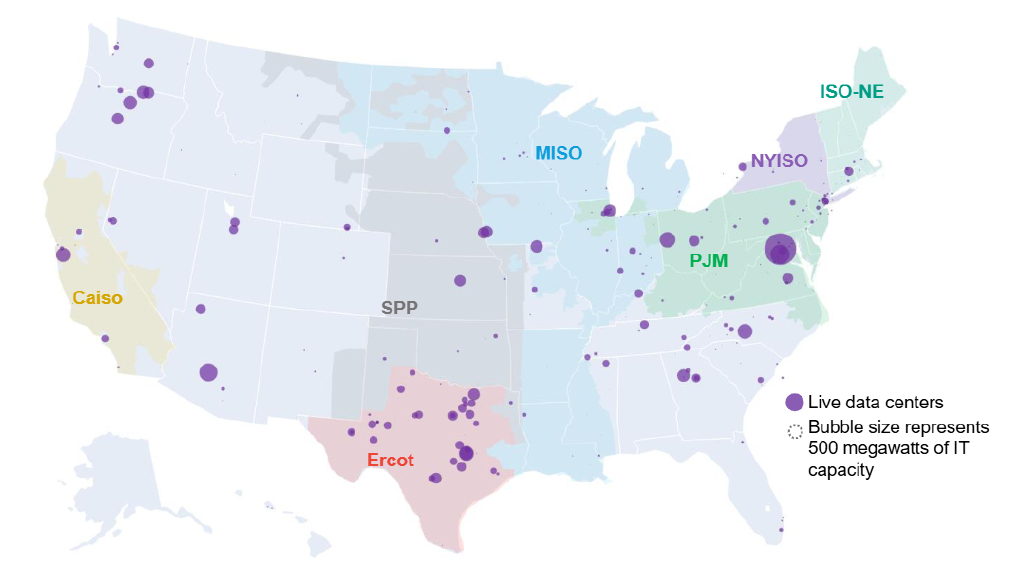 ISO-NE
MISO
NYISO
PJM
Caiso
SPP
Live data centers
Bubble size represents
500 megawatts of IT
capacity
Ercot